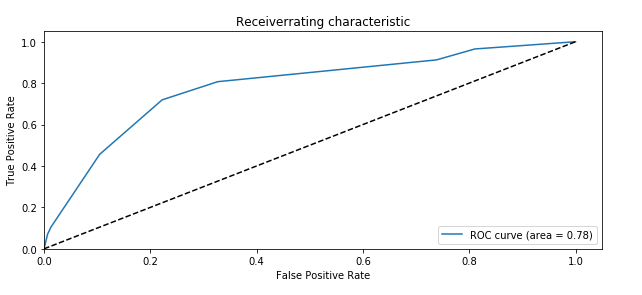 Receiverrating characteristic
True Positive Rate
1.0
0.8
0.6
0.4
0.2
0.0
0.0 0.2 0.4 0.6 0.8 1.0
False Positive Rate
ROC curve (area = 0.78)